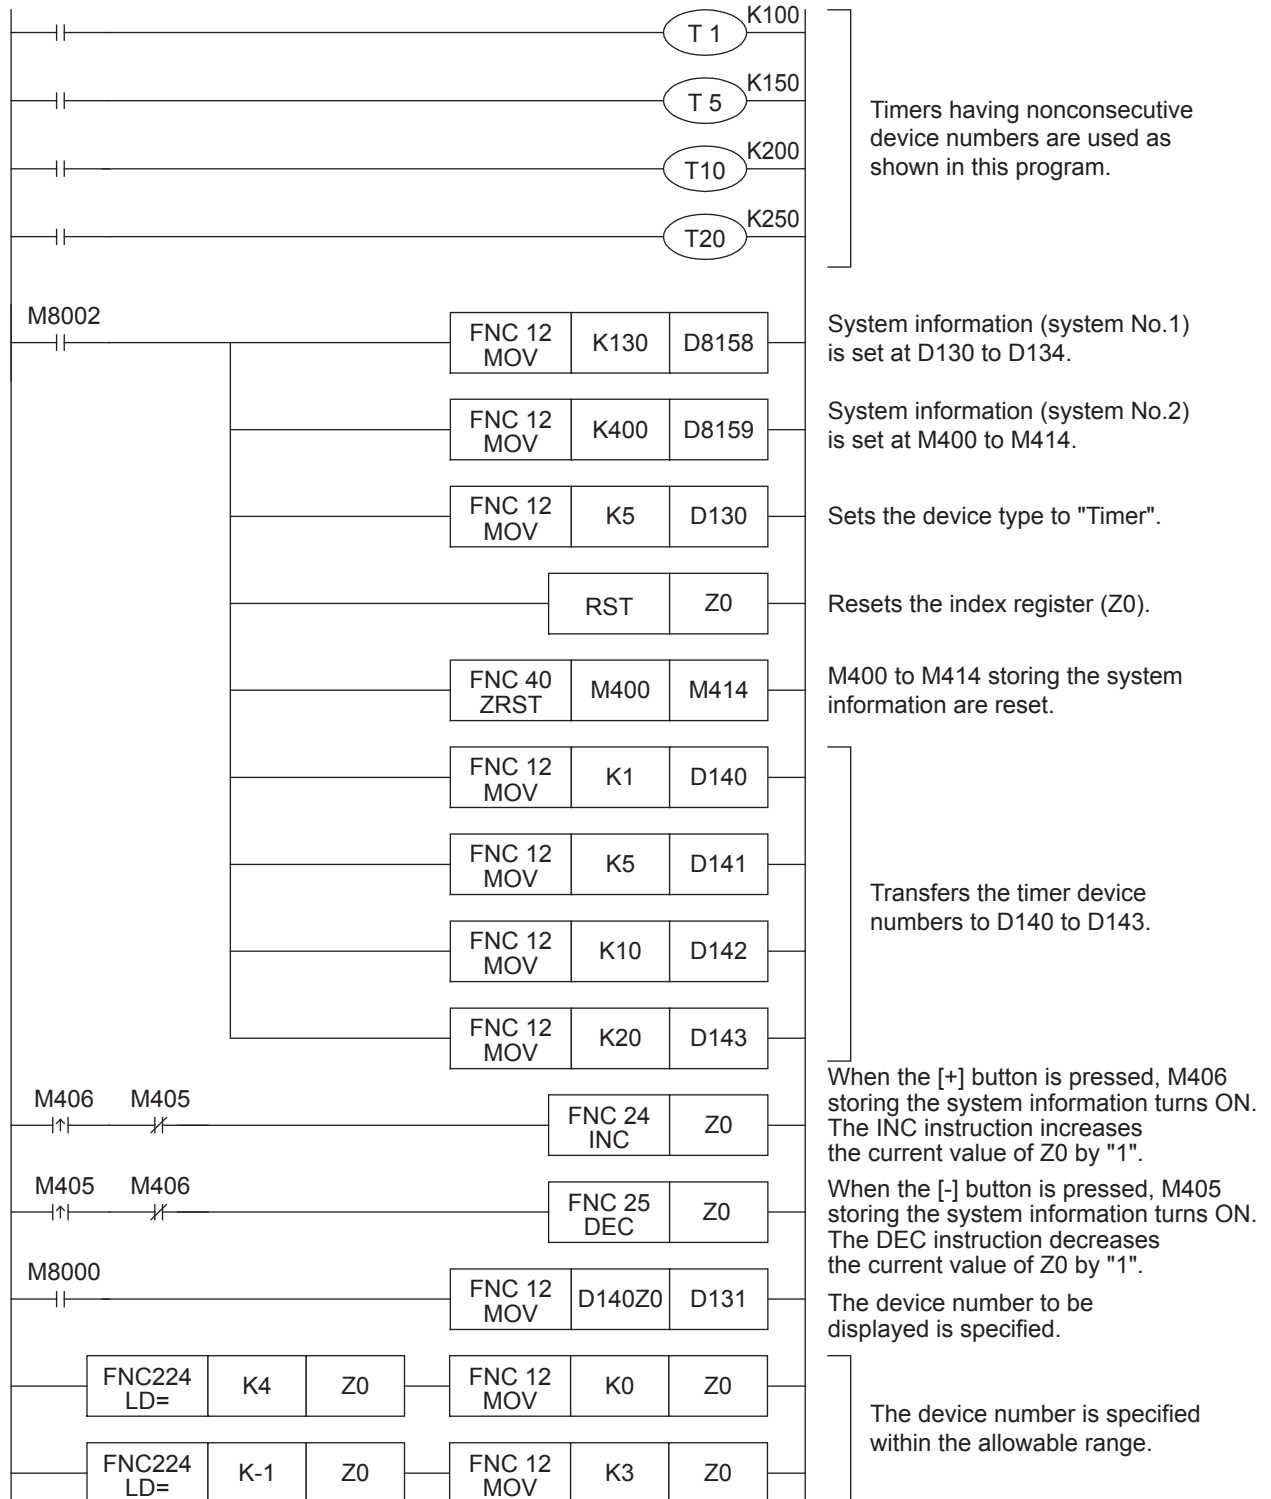 K100
T 1
K150
T 5
K200
T10
K250
T20
Timers having nonconsecutive
device numbers are used as
shown in this program.
M8002
FNC 12
MOV
K130
D8158
System information (system No.1)
is set at D130 to D134.
FNC 12
MOV
K400
D8159
System information (system No.2)
is set at M400 to M414.
FNC 12
MOV
K5
D130
Sets the device type to "Timer".
RST
Z0
Resets the index register (Z0).
FNC 40
ZRST
M400
M414
M400 to M414 storing the system
information are reset.
FNC 12
MOV
K1
D140
FNC 12
MOV
K5
D141
FNC 12
MOV
K10
D142
FNC 12
MOV
K20
D143
Transfers the timer device
numbers to D140 to D143.
M406
M405
FNC 24
INC
Z0
When the [+] button is pressed, M406
storing the system information turns ON.
The INC instruction increases
the current value of Z0 by "1".
M405
M406
FNC 25
DEC
Z0
When the [-] button is pressed, M405
storing the system information turns ON.
The DEC instruction decreases
the current value of Z0 by "1".
M8000
FNC 12
MOV
D140Z0
D131
The device number to be
displayed is specified.
FNC224
LD=
K4
Z0
FNC 12
MOV
K0
Z0
FNC224
LD=
K-1
Z0
FNC 12
MOV
K3
Z0
The device number is specified
within the allowable range.